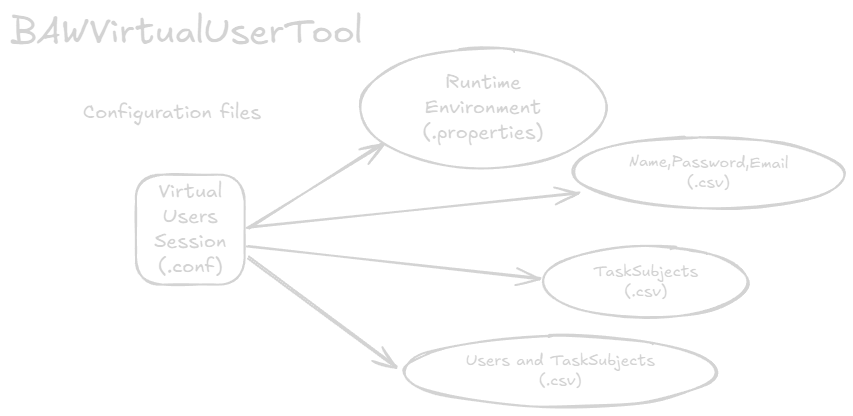 BAWVirtualUserTool
Configuration files
Runtime
Environment
(.properties)
Name,Password,Email
(.csv)
Virtual
Users
Session
(.conf)
TaskSubjects
(.csv)
Users and TaskSubjects
(.csv)